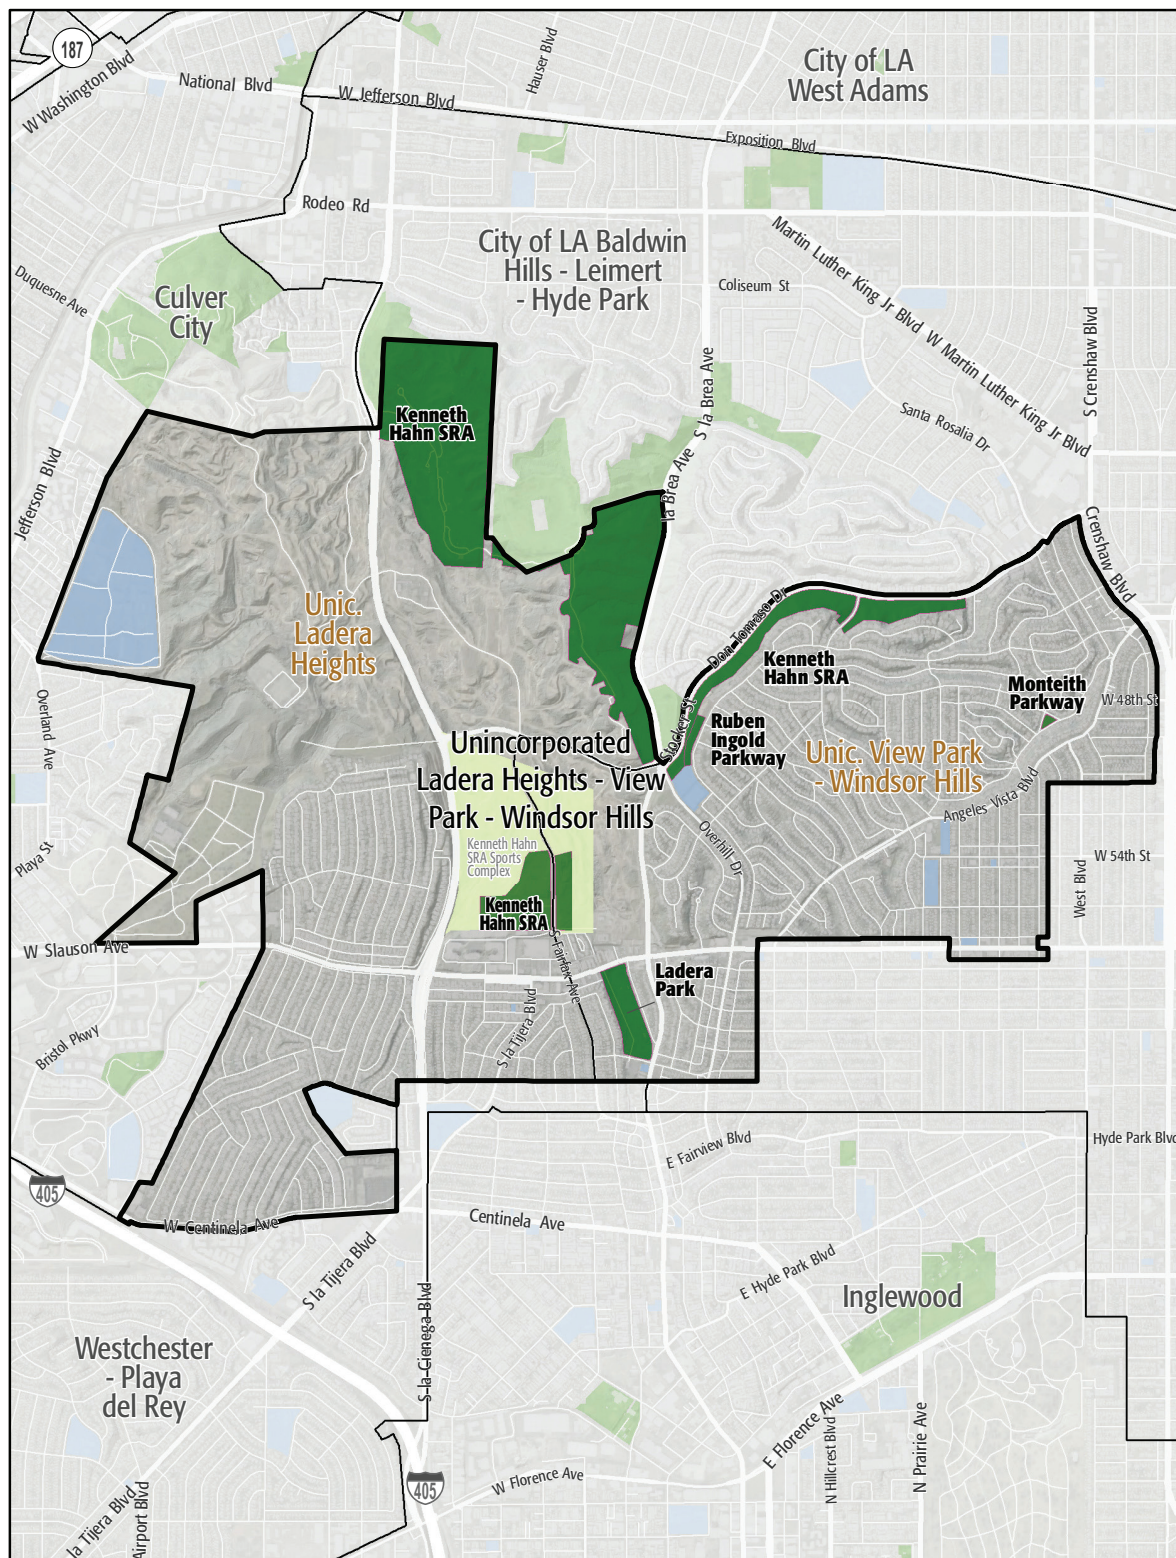 187
W Washington Blvd
National Blvd
W Jefferson Blvd
Hauser Blvd
City of LA
West Adams
Exposition Blvd
Rodeo Rd
Duquesne Ave
Culver
City
City of LA Baldwin
Hills - Leimert
- Hyde Park
Martin Luther King Jr Blvd
W Martin Luther King Jr Blvd
Coliseum St
S Crenshaw Blvd
S la Brea Ave
Santa Rosalia Dr
Kenneth
Hahn SRA
Jefferson Blvd
la Brea Ave
Crenshaw Blvd
Unic.
Ladera
Heights
Don Tomaso Dr
Kenneth
Hahn SRA
Monteith
Parkway
W 48th St
Overland Ave
Stocker St
Ruben
Ingold
Parkway
Unic. View Park
- Windsor Hills
Unincorporated
Ladera Heights - View
Park - Windsor Hills
Angeles Vista Blvd
Overhill Dr
Playa St
Kenneth Hahn
SRA Sports
Complex
W 54th St
West Blvd
Kenneth
Hahn SRA
W Slauson Ave
S Fairfax Ave
Ladera
Park
S la Tijera Blvd
Bristol Pkwy
E Fairview Blvd
Hyde Park Blvd
405
W Centinela Ave
Centinela Ave
S la Tijera Blvd
E Hyde Park Blvd
S la Cienega Blvd
Inglewood
Westchester
- Playa
del Rey
E Florence Ave
N Hillcrest Blvd
N Prairie Ave
405
W Florence Ave
la Tijera Blvd
Airport Blvd